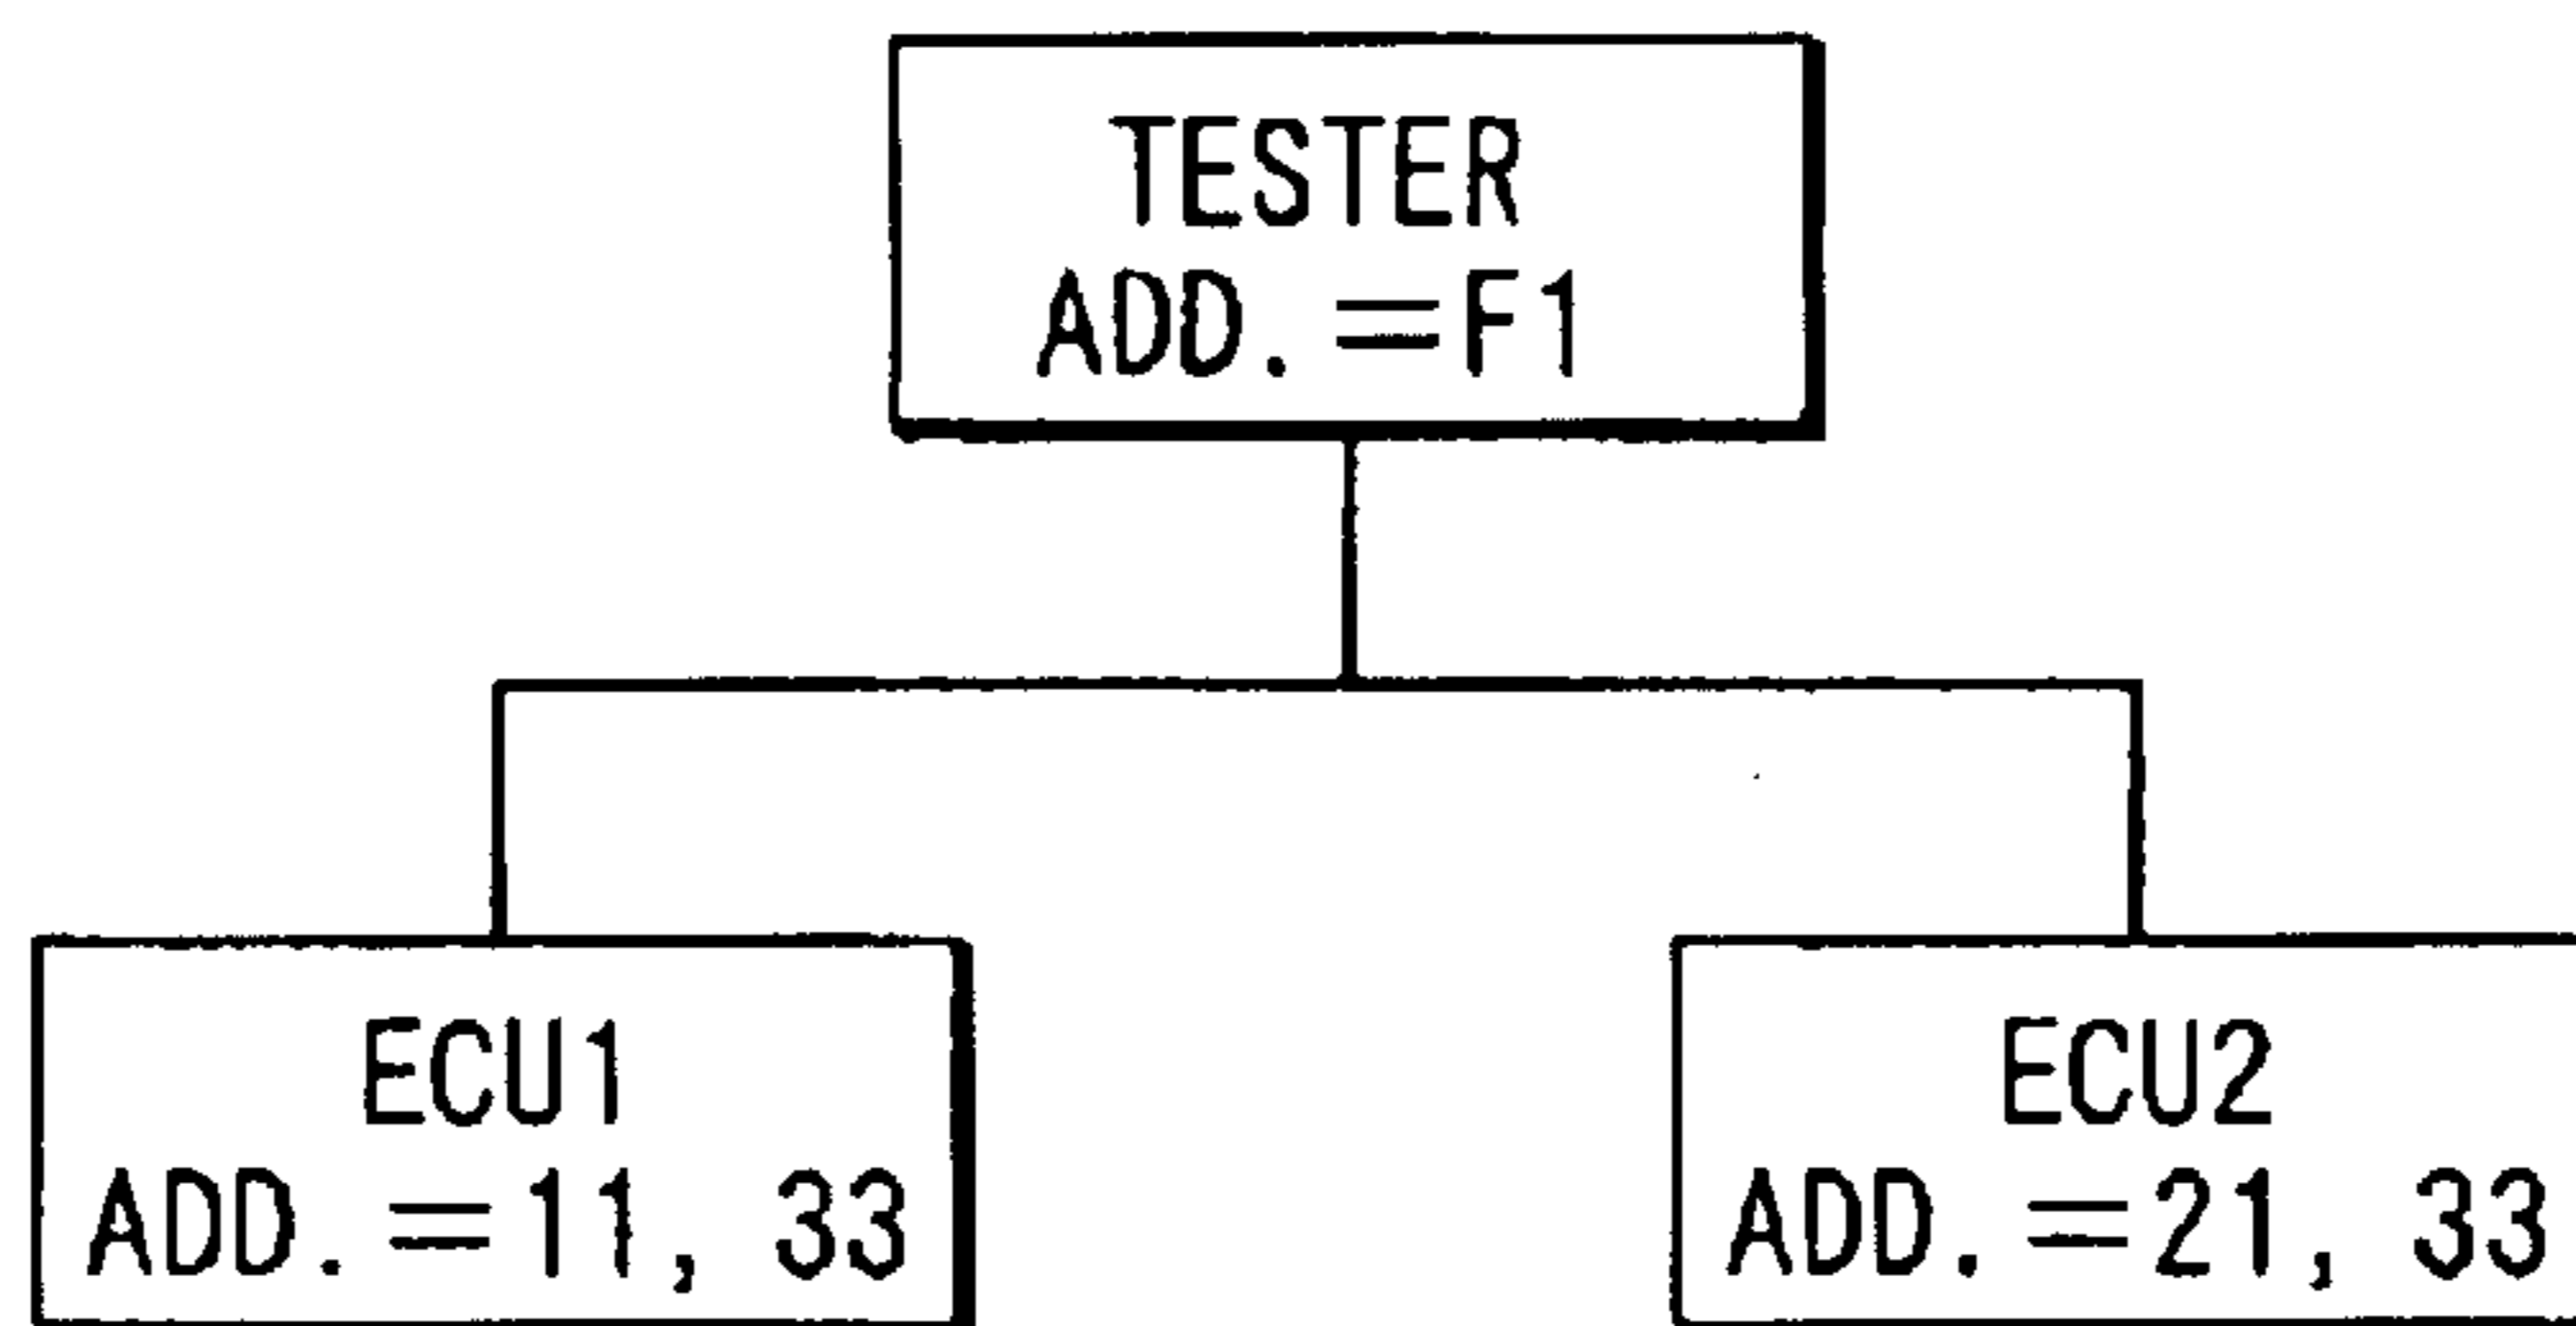 TESTER
ADD.=F1
ECU1
ADD.=11, 33
ECU2
ADD.=21, 33